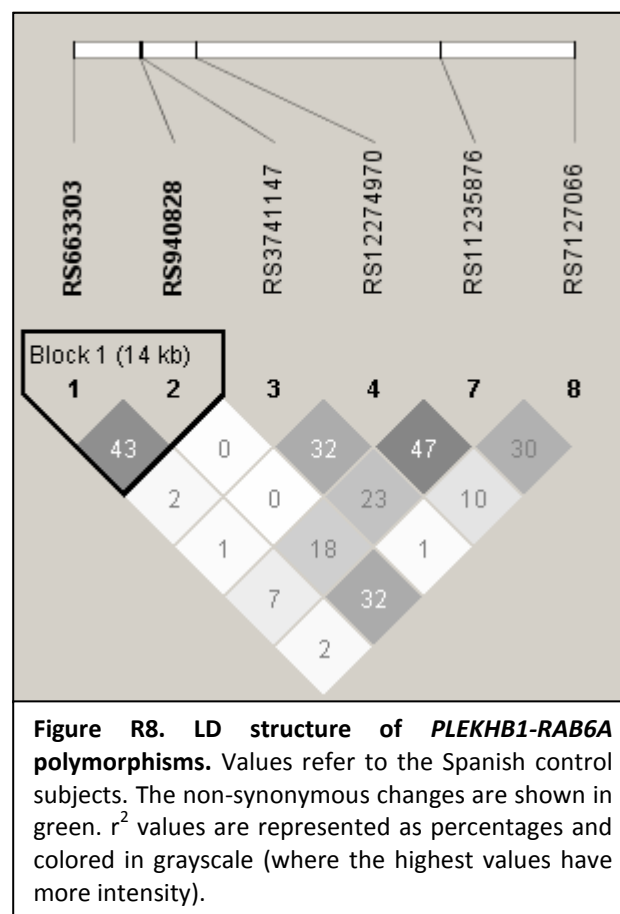 RS663303 RS940828 RS3741147 RS12274970 RS11235876 RS7127066
Block 1 (14 kb)
1 2 3 4 7 8
43 0 32 47 30
2 0 23 10
1 18 1
7 32
2
Figure R8. LD structure of PLEKHB1-RAB6A
polymorphisms. Values refer to the Spanish control
subjects. The non-synonymous changes are shown in
green. r² values are represented as percentages and
colored in grayscale (where the highest values have
more intensity).